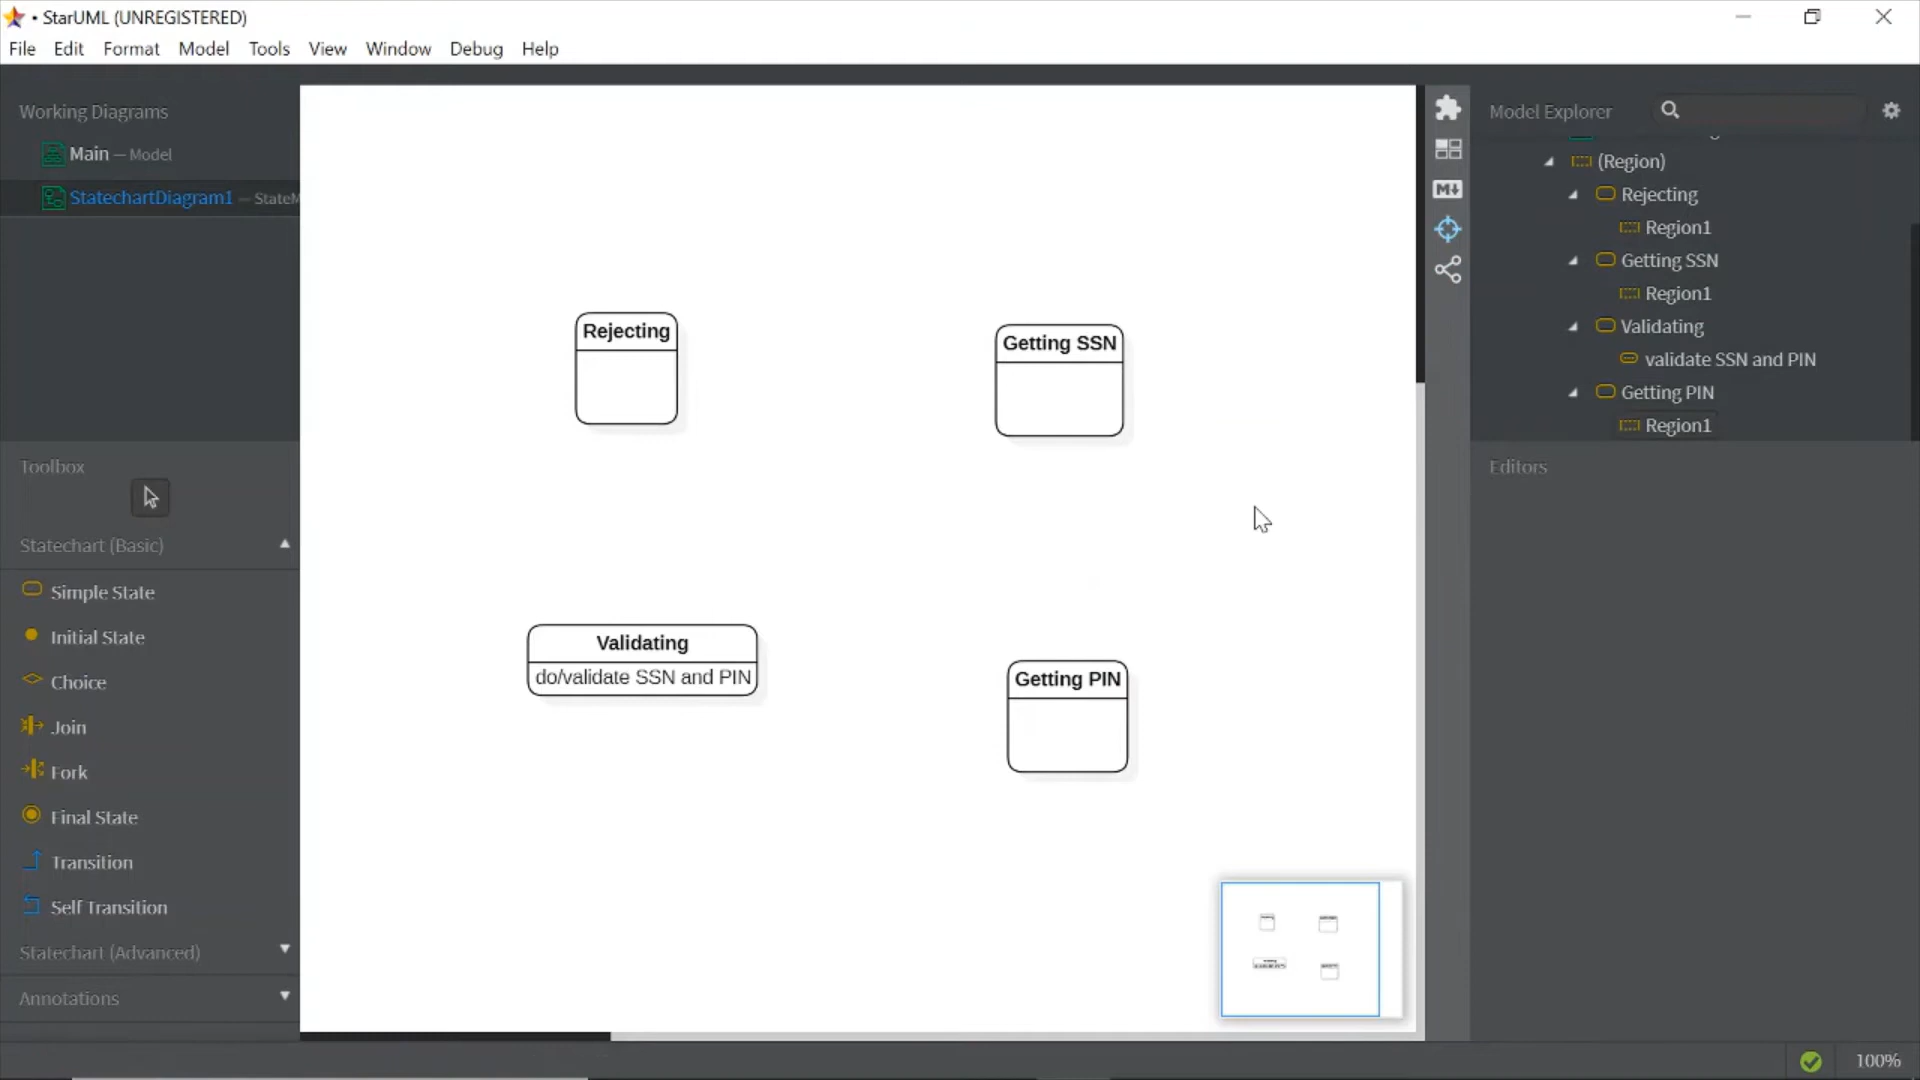 • StarUML (UNREGISTERED)
File Edit Format Model Tools View Window Debug Help
Working Diagrams
Main — Model
StatechartDiagram1 — StateM
Toolbox
Statechart (Basic)
Simple State
Initial State
Choice
Join
Fork
Final State
Transition
Self Transition
Statechart (Advanced)
Annotations
Rejecting
Getting SSN
Validating
do/validate SSN and PIN
Getting PIN
M
Model Explorer
(Region)
Rejecting
Region1
Getting SSN
Region1
Validating
validate SSN and PIN
Getting PIN
Region1
Editors
100%